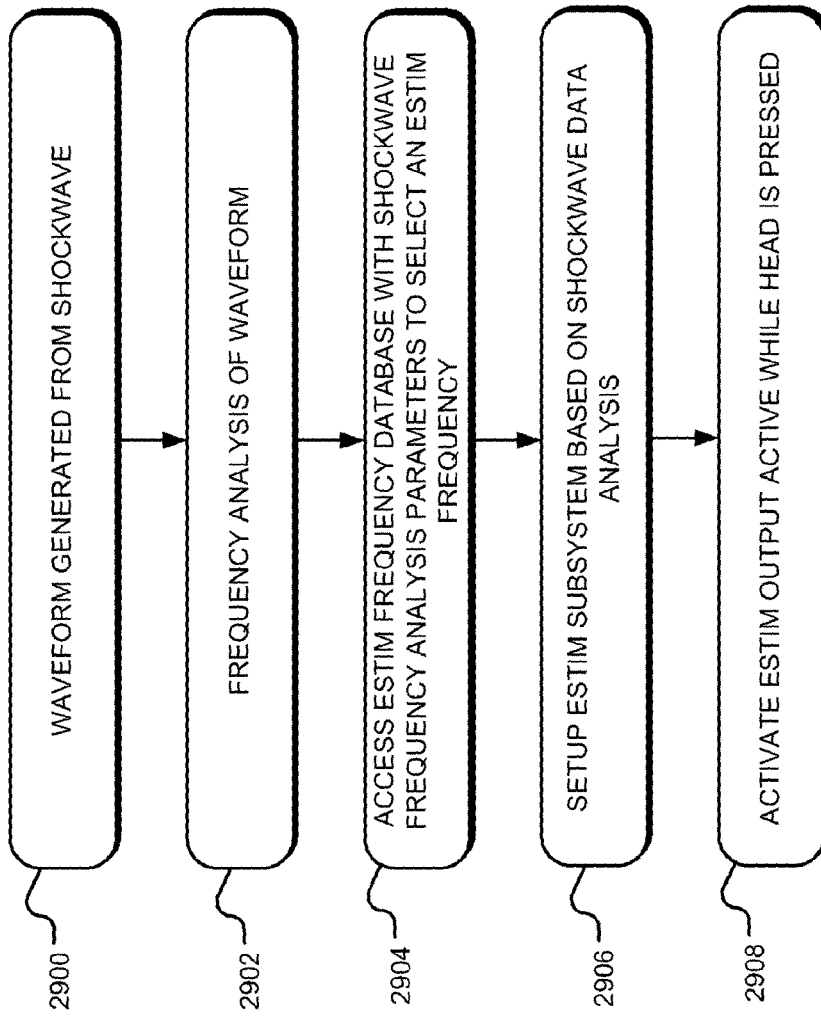 2900
WAVEFORM GENERATED FROM SHOCKWAVE
2902
FREQUENCY ANALYSIS OF WAVEFORM
2904
ACCESS ESTIM FREQUENCY DATABASE WITH SHOCKWAVE
FREQUENCY ANALYSIS PARAMETERS TO SELECT AN ESTIM
FREQUENCY
2906
SETUP ESTIM SUBSYSTEM BASED ON SHOCKWAVE DATA
ANALYSIS
2908
ACTIVATE ESTIM OUTPUT ACTIVE WHILE HEAD IS PRESSED